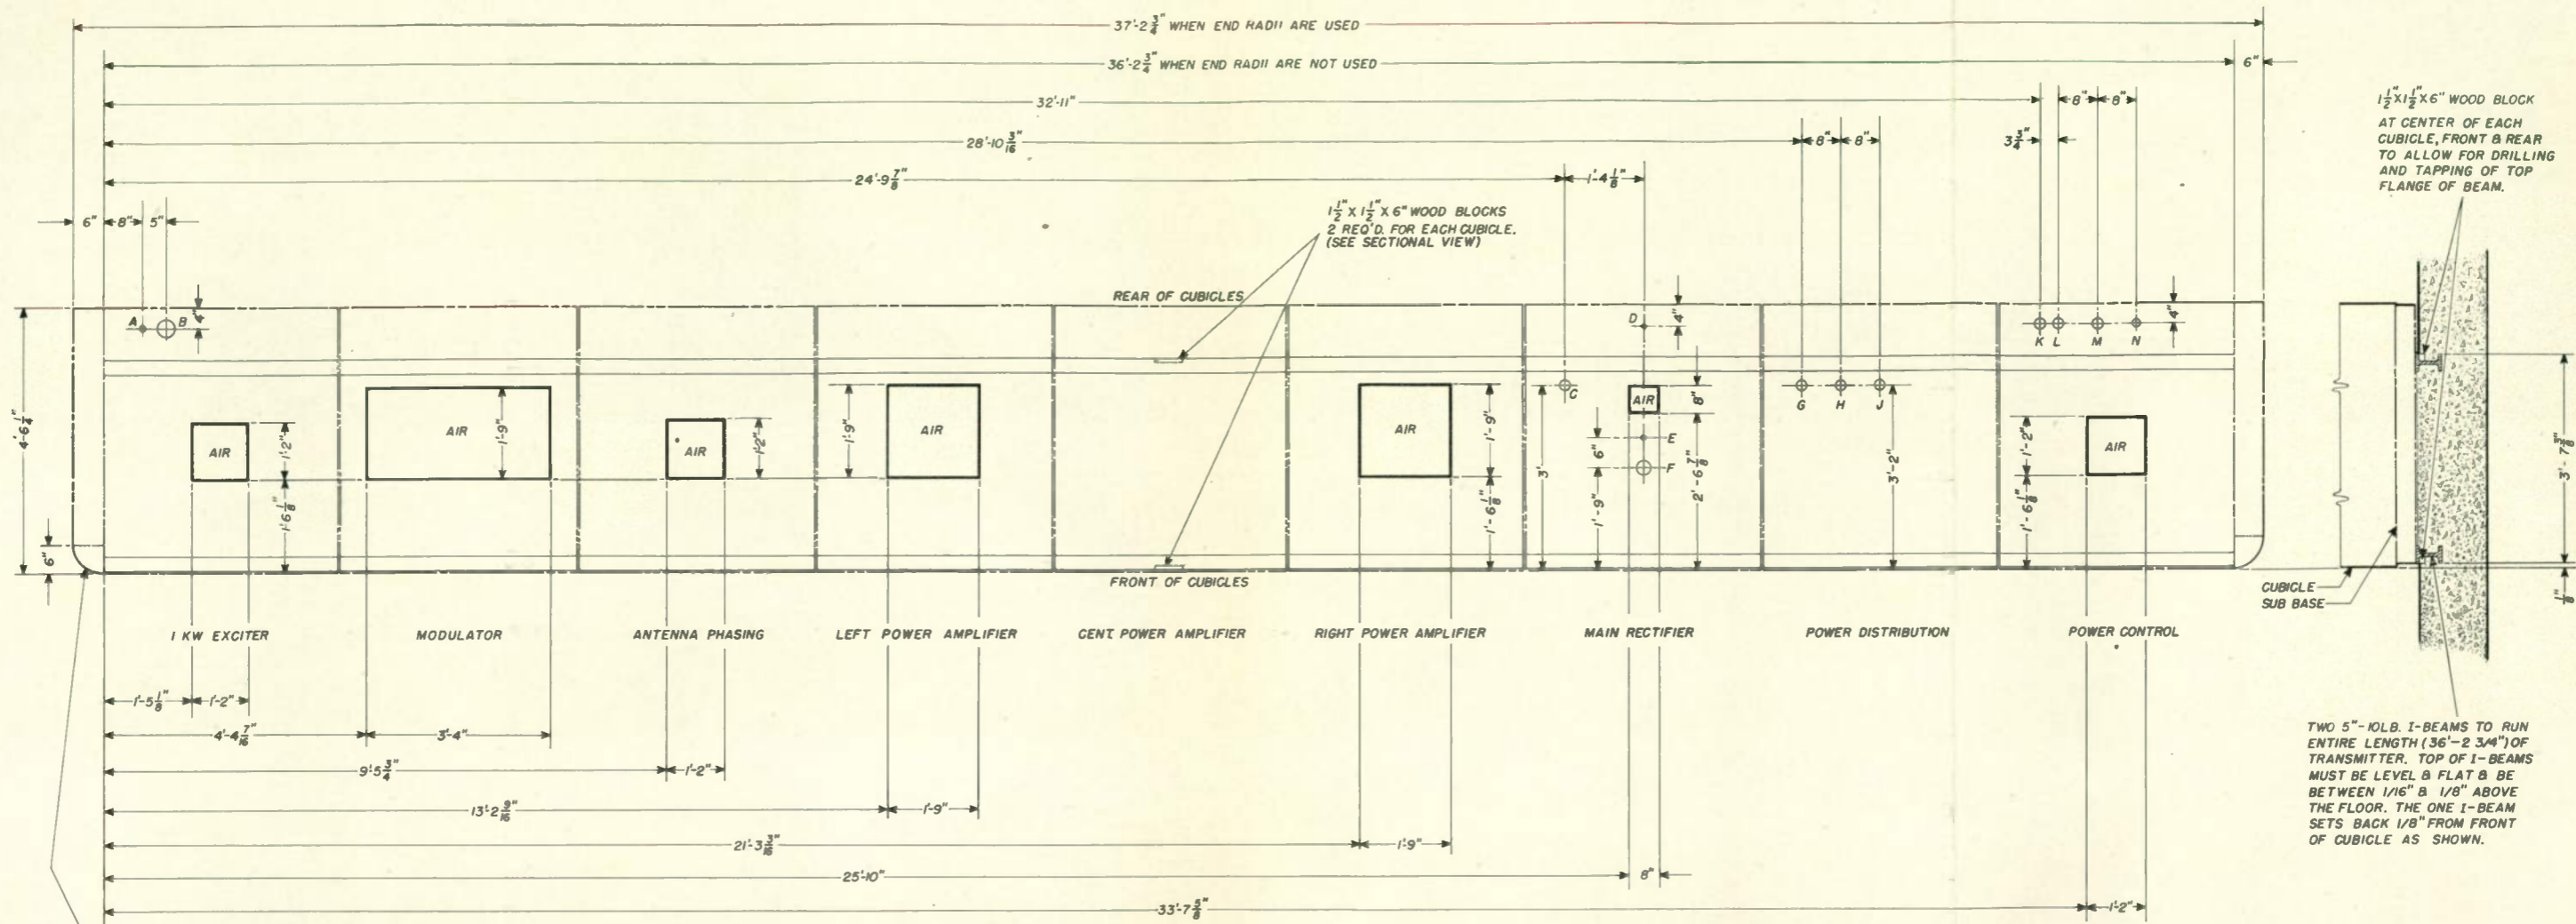 37'-2 3/4" WHEN END RADII ARE USED
36'-2 3/4" WHEN END RADII ARE NOT USED
6"
32'-11"
8"
8"
28'-10 3/16"
8"
8"
3 3/4"
24'-9 7/8"
1'-4 1/8"
1 1/2" X 1 1/2" X 6" WOOD BLOCK
AT CENTER OF EACH
CUBICLE, FRONT & REAR
TO ALLOW FOR DRILLING
AND TAPPING OF TOP
FLANGE OF BEAM.
6"
8"
5"
1 1/2" X 1 1/2" X 6" WOOD BLOCKS
2 REQ'D. FOR EACH CUBICLE.
(SEE SECTIONAL VIEW)
REAR OF CUBICLES
A
B
4"
D
4"
K
L
M
N
4"
4'-6 1/4"
AIR
1'-2"
1'-6 1/8"
6"
AIR
1'-9"
AIR
1'-2"
1'-9"
AIR
AIR
1'-9"
1'-6 1/8"
C
3'
AIR
8"
E
6"
F
1'-9"
2'-6 7/8"
G
H
J
3'-2"
1'-2"
1'-6 1/8"
AIR
3'-7 5/8"
1/8"
FRONT OF CUBICLES
CUBICLE
SUB BASE
1 KW EXCITER
MODULATOR
ANTENNA PHASING
LEFT POWER AMPLIFIER
CENT. POWER AMPLIFIER
RIGHT POWER AMPLIFIER
MAIN RECTIFIER
POWER DISTRIBUTION
POWER CONTROL
1'-5 1/8"
1'-2"
4'-4 7/16"
3'-4"
9'-5 3/4"
1'-2"
13'-2 9/16"
1'-9"
21'-3 5/16"
1'-9"
25'-10"
8"
33'-7 5/8"
1'-2"
TWO 5"-10LB. I-BEAMS TO RUN
ENTIRE LENGTH (36'-2 3/4") OF
TRANSMITTER. TOP OF I-BEAMS
MUST BE LEVEL & FLAT & BE
BETWEEN 1/16" & 1/8" ABOVE
THE FLOOR. THE ONE I-BEAM
SETS BACK 1/8" FROM FRONT
OF CUBICLE AS SHOWN.